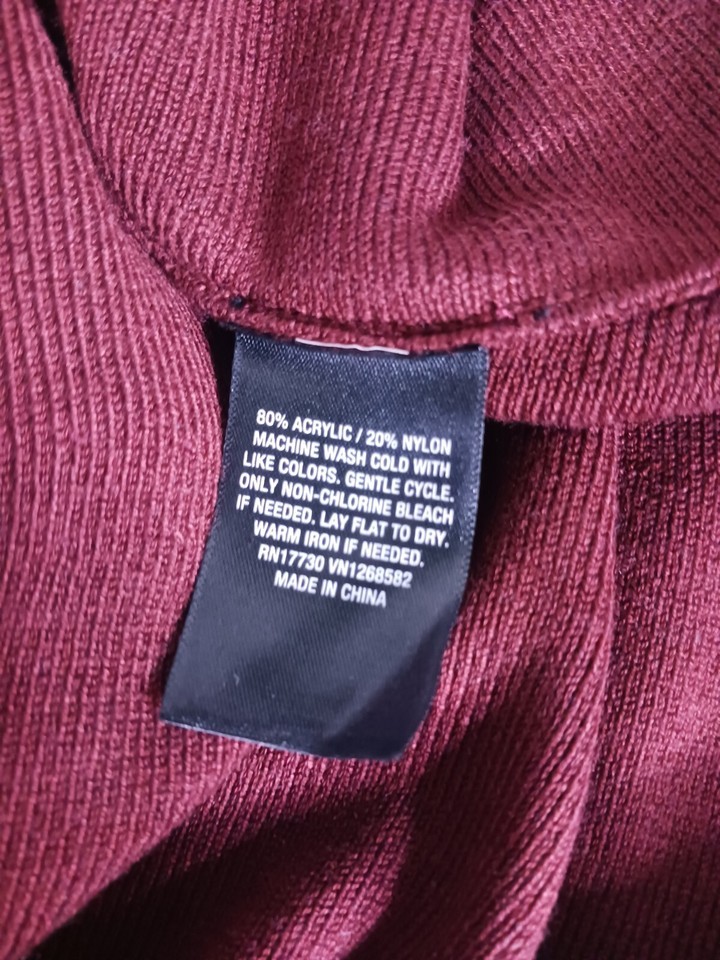 80% ACRYLIC / 20% NYLON
MACHINE WASH COLD WITH
LIKE COLORS. GENTLE CYCLE.
ONLY NON-CHLORINE BLEACH
IF NEEDED. LAY FLAT TO DRY.
WARM IRON IF NEEDED.
RN17730 VN1268582
MADE IN CHINA